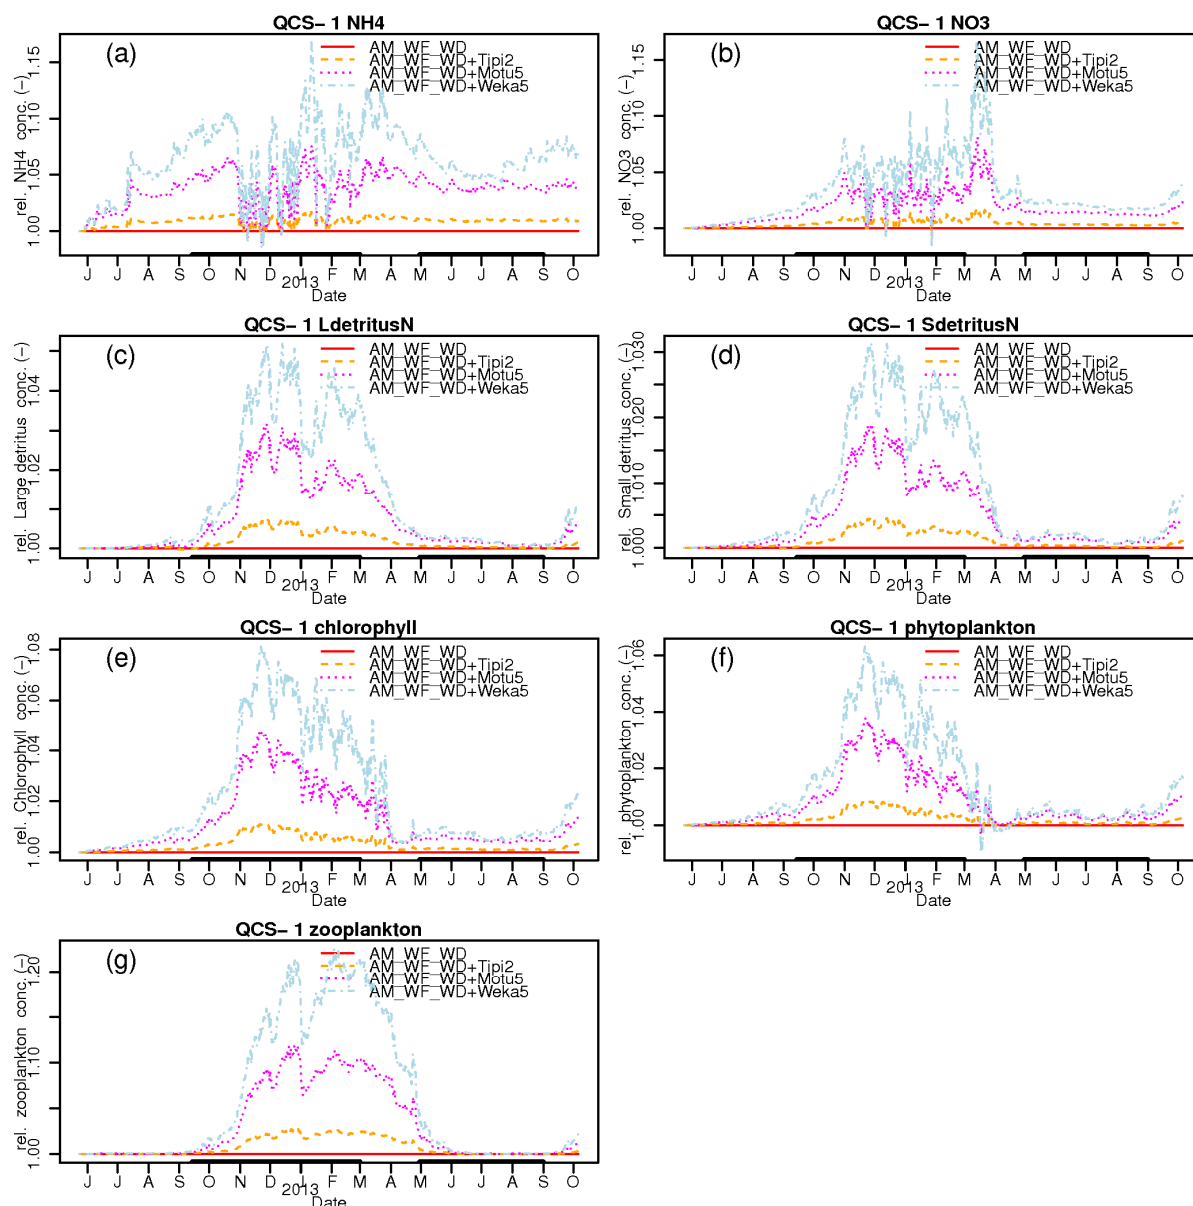 QCS− 1 NH4
(a)
AM_WF_WD
AM_WF_WD+Tipi2
AM_WF_WD+Motu5
AM_WF_WD+Weka5
rel. NH4 conc. (−)
1.00 1.05 1.10 1.15
J J A S O N D J F M A M J J A S O
2013
Date
QCS− 1 NO3
(b)
AM_WF_WD
AM_WF_WD+Tipi2
AM_WF_WD+Motu5
AM_WF_WD+Weka5
rel. NO3 conc. (−)
1.00 1.05 1.10 1.15
J J A S O N D J F M A M J J A S O
2013
Date
QCS− 1 LdetritusN
(c)
AM_WF_WD
AM_WF_WD+Tipi2
AM_WF_WD+Motu5
AM_WF_WD+Weka5
rel. Large detritus conc. (−)
1.00 1.02 1.04
J J A S O N D J F M A M J J A S O
2013
Date
QCS− 1 SdetritusN
(d)
AM_WF_WD
AM_WF_WD+Tipi2
AM_WF_WD+Motu5
AM_WF_WD+Weka5
rel. Small detritus conc. (−)
1.000 1.010 1.020 1.030
J J A S O N D J F M A M J J A S O
2013
Date
QCS− 1 chlorophyll
(e)
AM_WF_WD
AM_WF_WD+Tipi2
AM_WF_WD+Motu5
AM_WF_WD+Weka5
rel. Chlorophyll conc. (−)
1.00 1.02 1.04 1.06 1.08
J J A S O N D J F M A M J J A S O
2013
Date
QCS− 1 phytoplankton
(f)
AM_WF_WD
AM_WF_WD+Tipi2
AM_WF_WD+Motu5
AM_WF_WD+Weka5
rel. phytoplankton conc. (−)
1.00 1.02 1.04 1.06
J J A S O N D J F M A M J J A S O
2013
Date
QCS− 1 zooplankton
(g)
AM_WF_WD
AM_WF_WD+Tipi2
AM_WF_WD+Motu5
AM_WF_WD+Weka5
rel. zooplankton conc. (−)
1.00 1.10 1.20
J J A S O N D J F M A M J J A S O
2013
Date